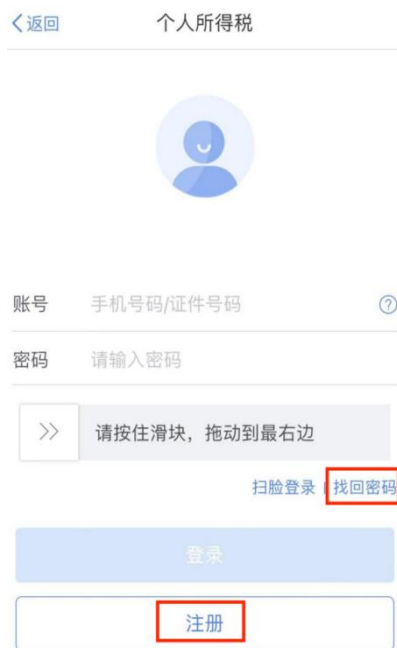 返回 个人所得税
账号 手机号码/证件号码
密码 请输入密码
请按住滑块，拖动到最右边
扫脸登录 | 找回密码
登录
注册